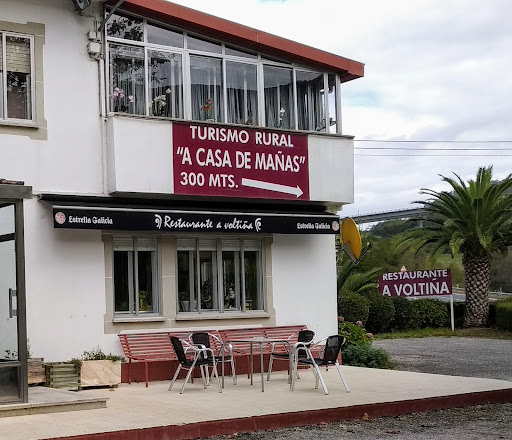 TURISMO RURAL
"A CASA DE MAÑAS"
300 MTS.
Estrella Galicia
Restaurante a voltiña
Estrella Galicia
RESTAURANTE
A VOLTIÑA